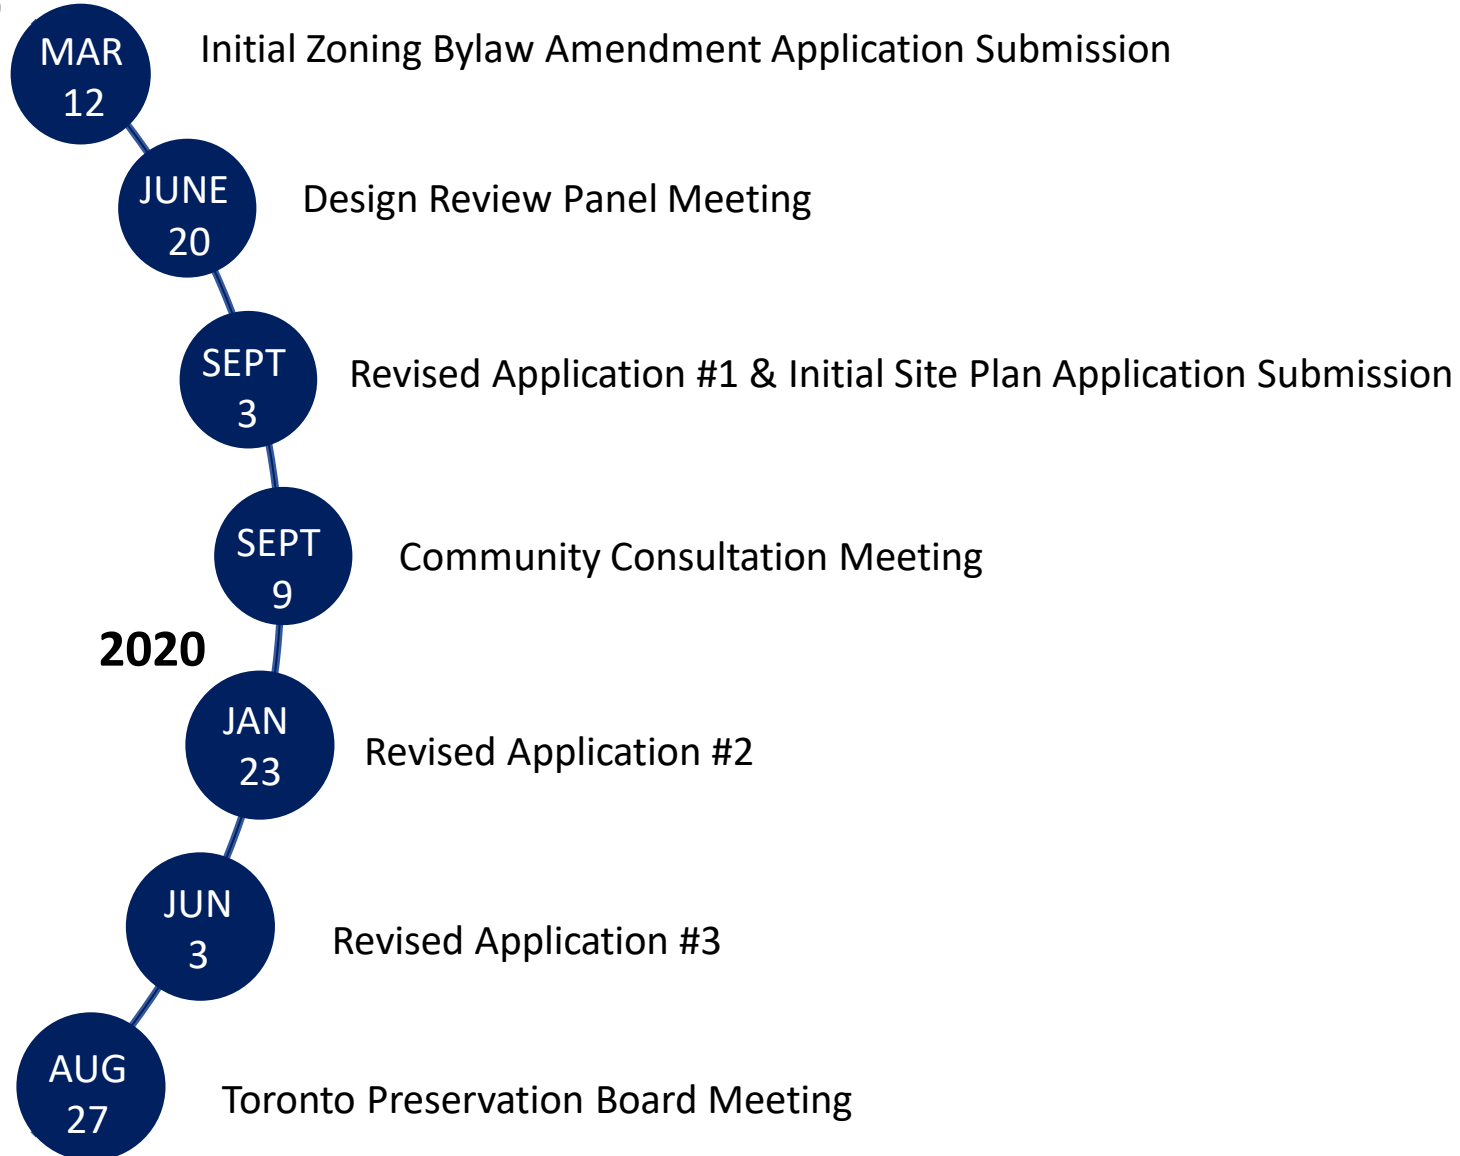 MAR
12
Initial Zoning Bylaw Amendment Application Submission
JUNE
20
Design Review Panel Meeting
SEPT
3
Revised Application #1 & Initial Site Plan Application Submission
SEPT
9
Community Consultation Meeting
2020
JAN
23
Revised Application #2
JUN
3
Revised Application #3
AUG
27
Toronto Preservation Board Meeting